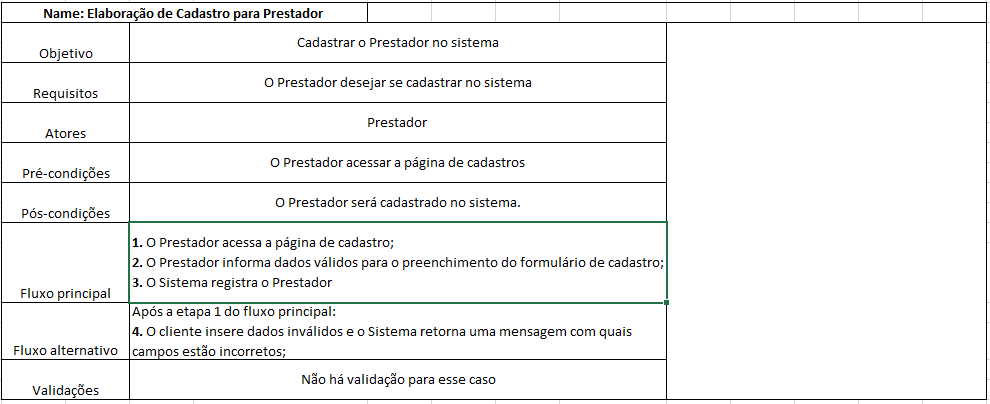 Name: Elaboração de Cadastro para Prestador
Objetivo
Cadastrar o Prestador no sistema
Requisitos
O Prestador desejar se cadastrar no sistema
Atores
Prestador
Pré-condições
O Prestador acessar a página de cadastros
Pós-condições
O Prestador será cadastrado no sistema.
Fluxo principal
1. O Prestador acessa a página de cadastro;
2. O Prestador informa dados válidos para o preenchimento do formulário de cadastro;
3. O Sistema registra o Prestador
Fluxo alternativo
Após a etapa 1 do fluxo principal:
4. O cliente insere dados inválidos e o Sistema retorna uma mensagem com quais
campos estão incorretos;
Validações
Não há validação para esse caso